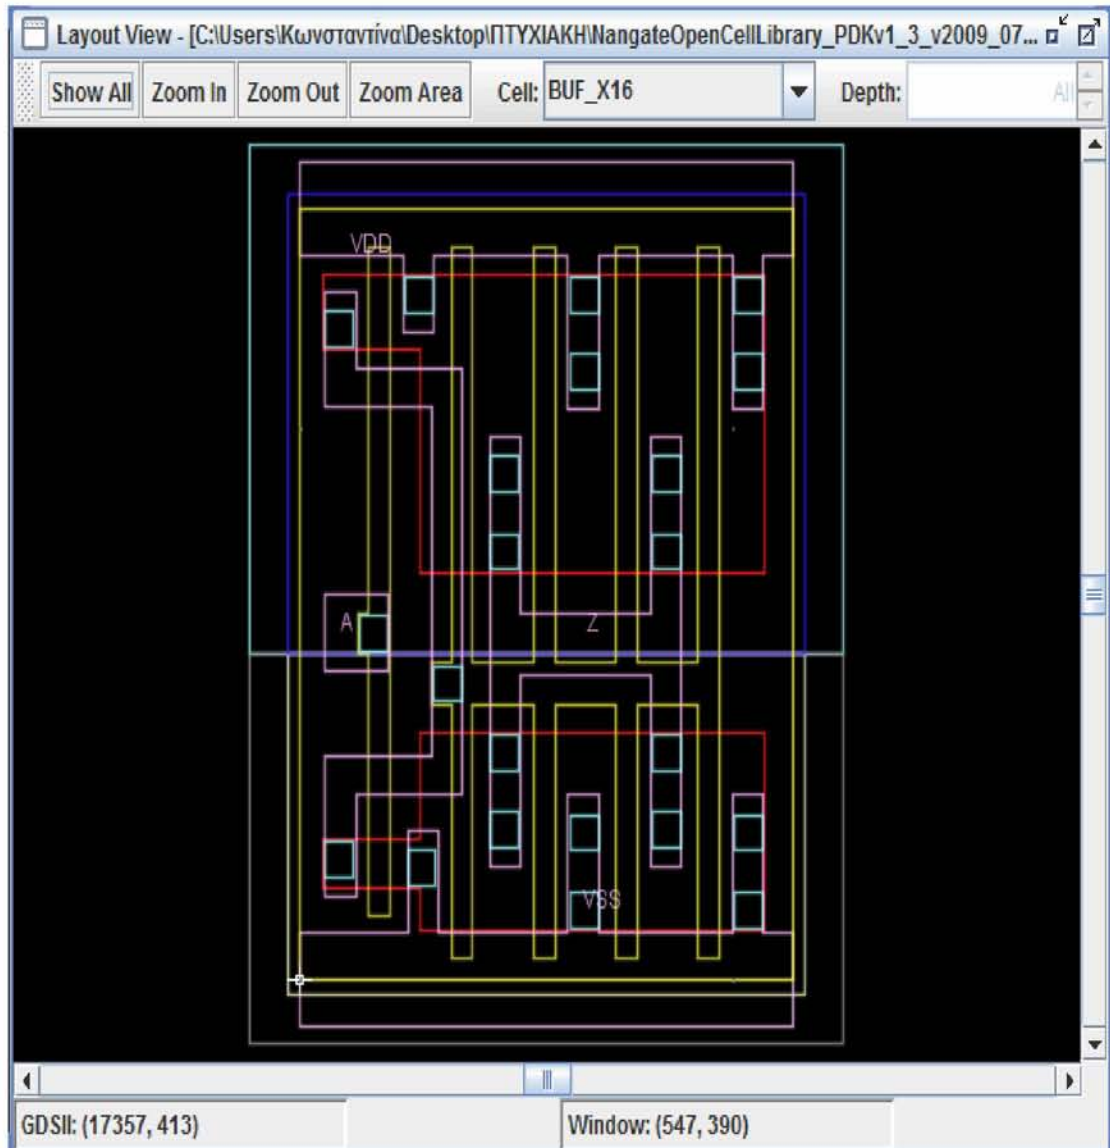 Layout View - [C:\Users\Κωνσταντίνα\Desktop\ΠΤΥΧΙΑΚΗ\NangateOpenCellLibrary_PDKv1_3_v2009_07...
Show All Zoom In Zoom Out Zoom Area Cell: BUF_X16 Depth: All
VDD
A
Z
VSS
GDSII: (17357, 413) Window: (547, 390)